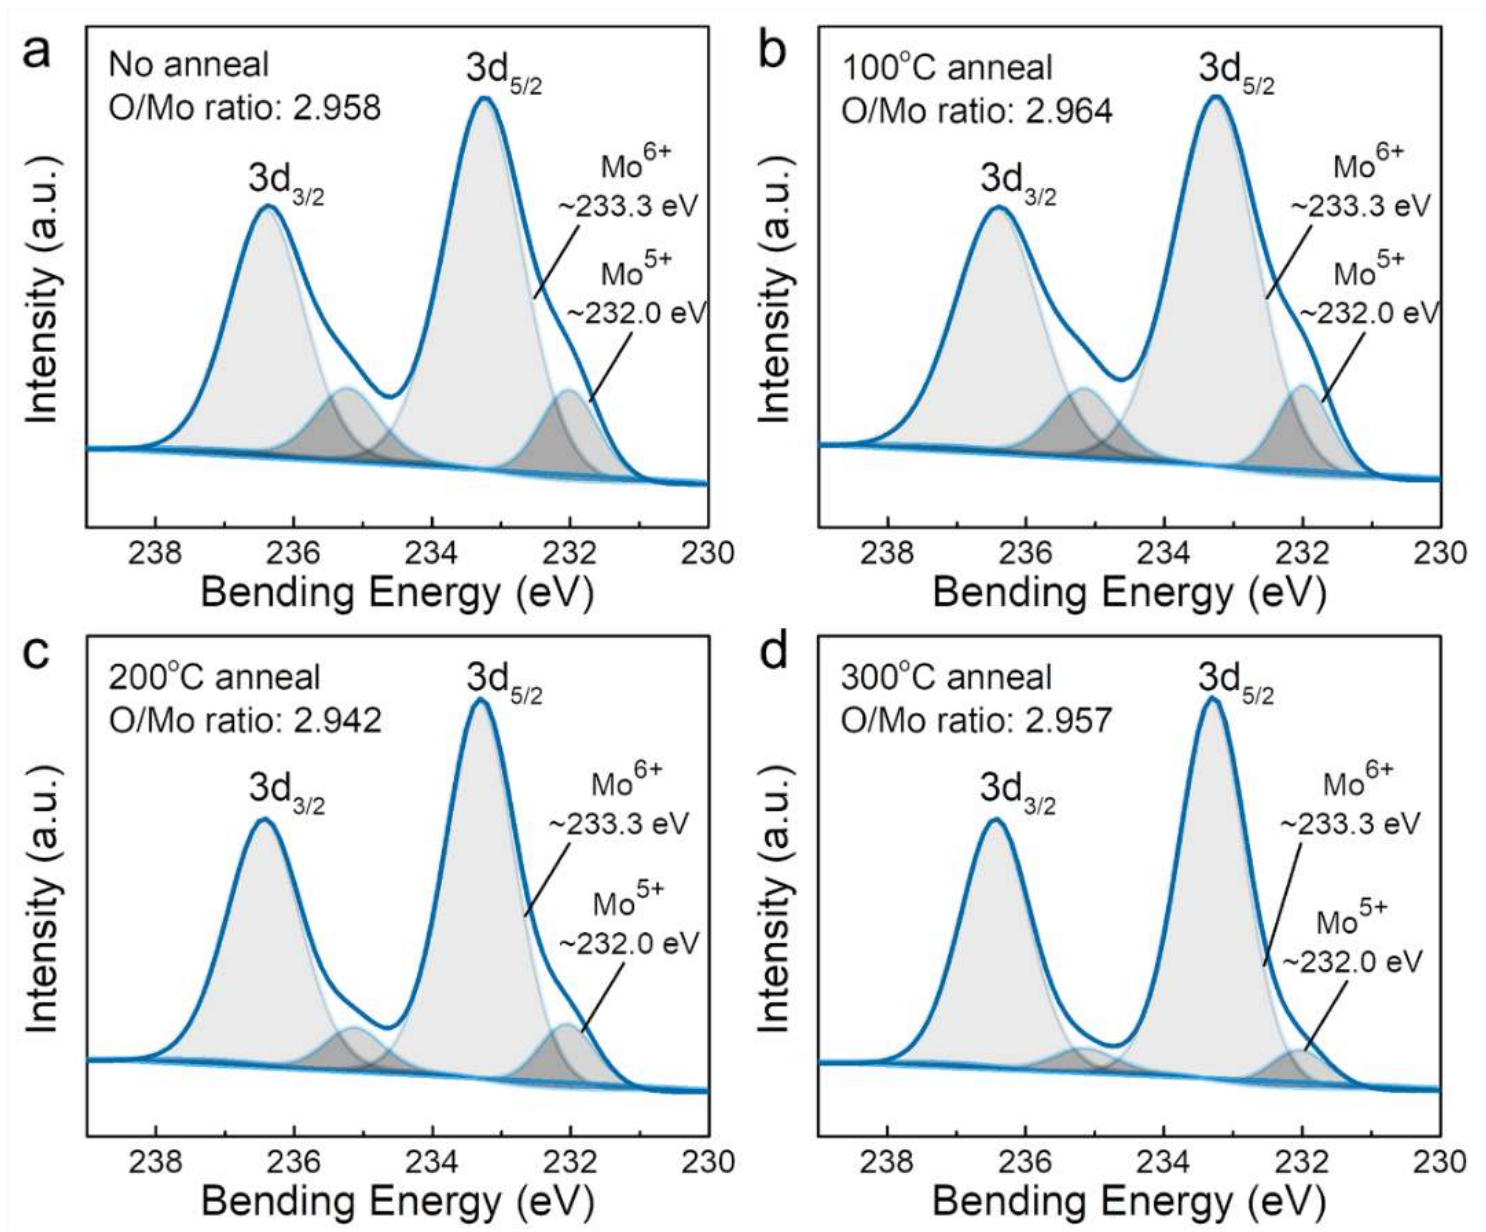 a
No anneal
O/Mo ratio: 2.958
3d5/2
3d3/2
Mo6+
~233.3 eV
Mo5+
~232.0 eV
Intensity (a.u.)
238 236 234 232 230
Bending Energy (eV)
b
100°C anneal
O/Mo ratio: 2.964
3d5/2
3d3/2
Mo6+
~233.3 eV
Mo5+
~232.0 eV
Intensity (a.u.)
238 236 234 232 230
Bending Energy (eV)
c
200°C anneal
O/Mo ratio: 2.942
3d5/2
3d3/2
Mo6+
~233.3 eV
Mo5+
~232.0 eV
Intensity (a.u.)
238 236 234 232 230
Bending Energy (eV)
d
300°C anneal
O/Mo ratio: 2.957
3d5/2
3d3/2
Mo6+
~233.3 eV
Mo5+
~232.0 eV
Intensity (a.u.)
238 236 234 232 230
Bending Energy (eV)